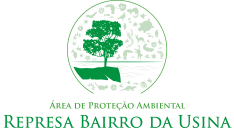 Área de Proteção Ambiental
Represa Bairro da Usina